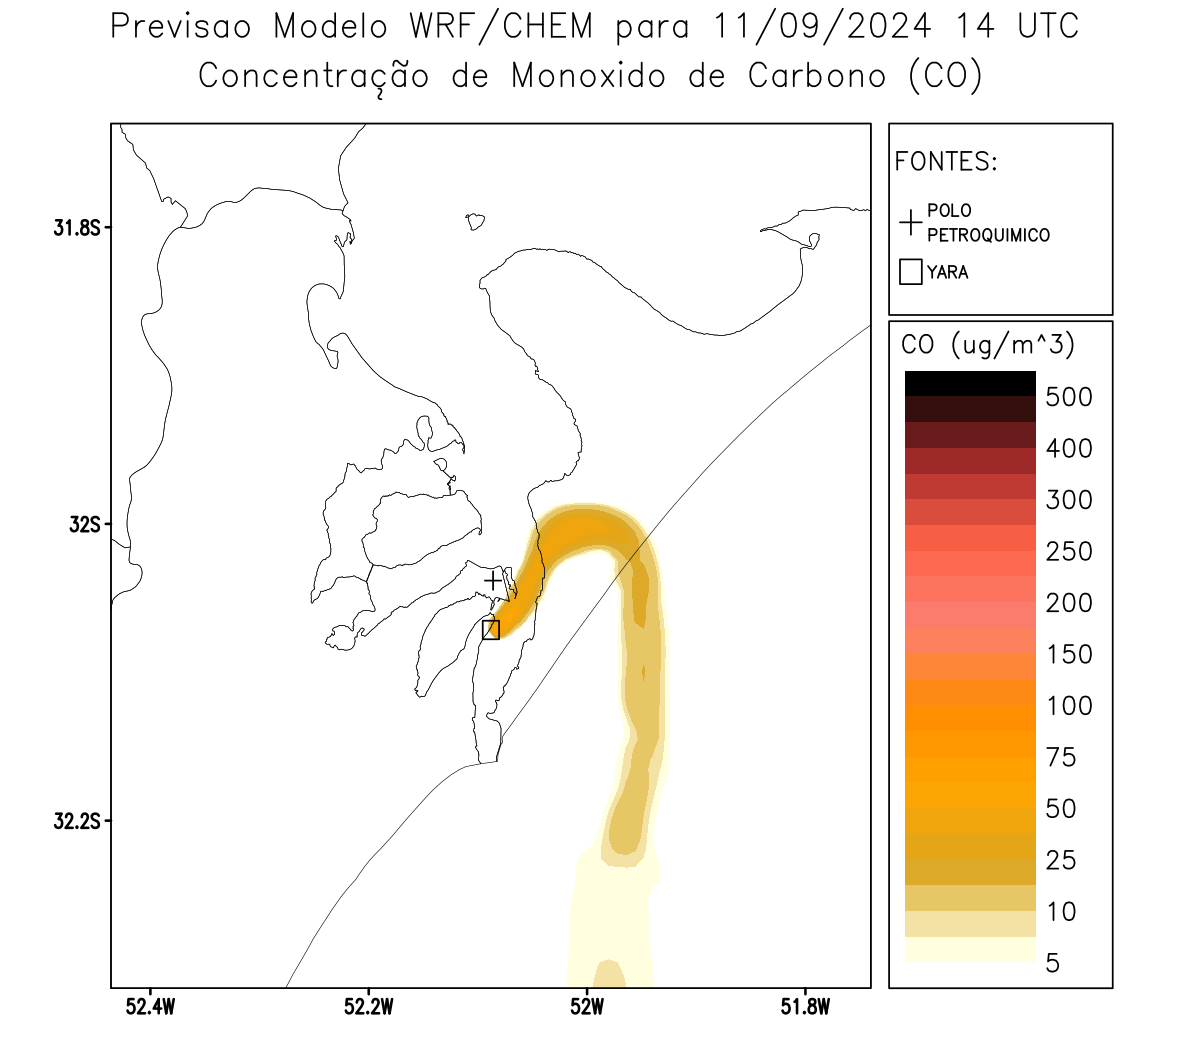 Previsao Modelo WRF/CHEM para 11/09/2024 14 UTC
Concentração de Monoxido de Carbono (CO)
FONTES:
POLO
PETROQUIMICO
YARA
CO (ug/m^3)
500
400
300
250
200
150
100
75
50
25
10
5
31.8S
32S
32.2S
52.4W
52.2W
52W
51.8W